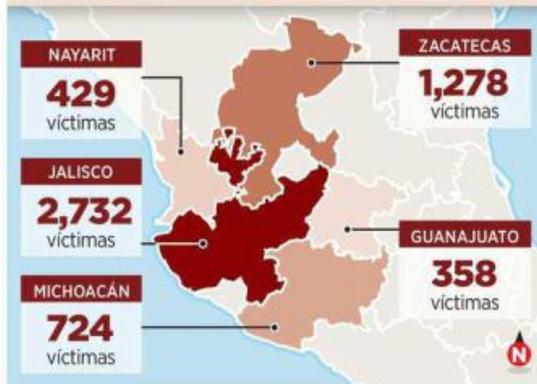 NAYARIT
429
víctimas
JALISCO
2,732
víctimas
MICHOACÁN
724
víctimas
ZACATECAS
1,278
víctimas
GUANAJUATO
358
víctimas
N